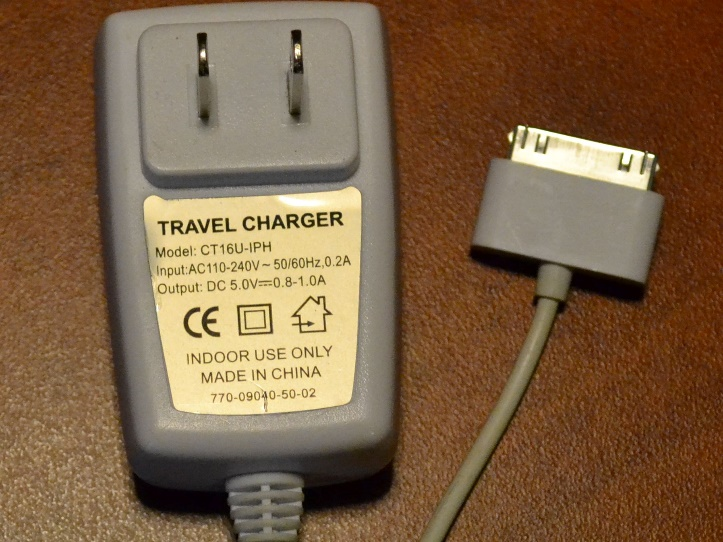 TRAVEL CHARGER
Model: CT16U-IPH
Input:AC110-240V~50/60Hz,0.2A
Output: DC 5.0V⎓0.8-1.0A
CE
INDOOR USE ONLY
MADE IN CHINA
770-09040-50-02